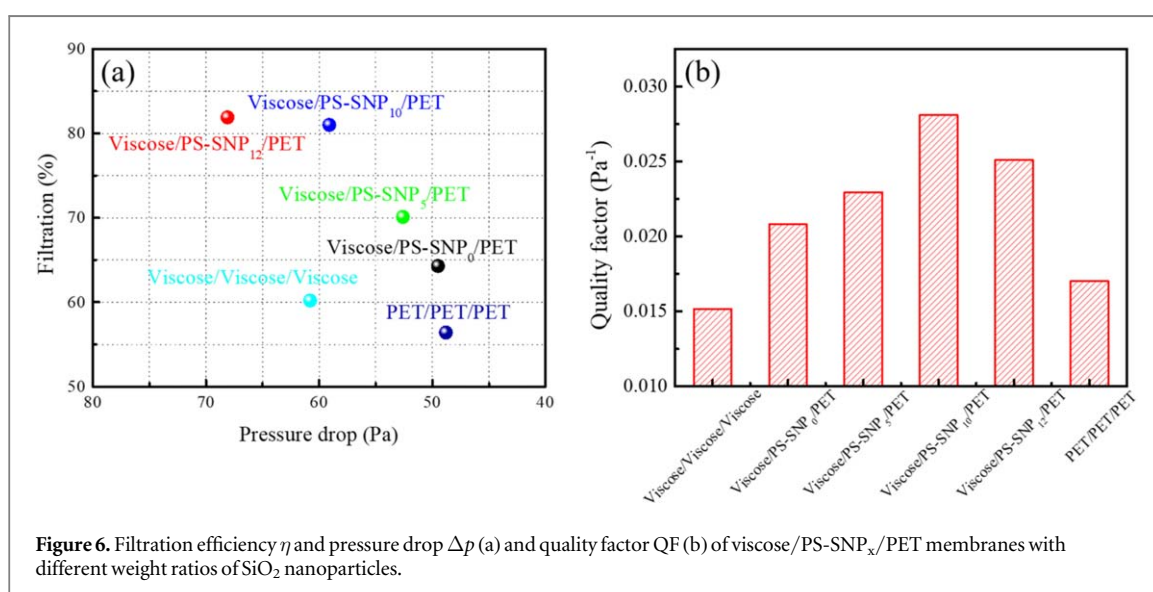 (a)
90
80
70
60
50
Filtration (%)
Viscose/PS-SNP₁₀/PET
Viscose/PS-SNP₁₂/PET
Viscose/PS-SNP₅/PET
Viscose/PS-SNP₀/PET
Viscose/Viscose/Viscose
PET/PET/PET
80 70 60 50 40
Pressure drop (Pa)
(b)
0.030
0.025
0.020
0.015
0.010
Quality factor (Pa⁻¹)
Viscose/Viscose/Viscose
Viscose/PS-SNP₀/PET
Viscose/PS-SNP₅/PET
Viscose/PS-SNP₁₀/PET
Viscose/PS-SNP₁₂/PET
PET/PET/PET
Figure 6. Filtration efficiency η and pressure drop Δp (a) and quality factor QF (b) of viscose/PS-SNPₓ/PET membranes with
different weight ratios of SiO₂ nanoparticles.